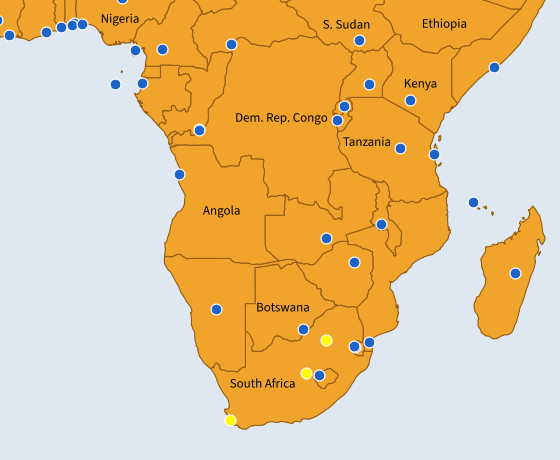 Nigeria
S. Sudan
Ethiopia
Kenya
Dem. Rep. Congo
Tanzania
Angola
Botswana
South Africa